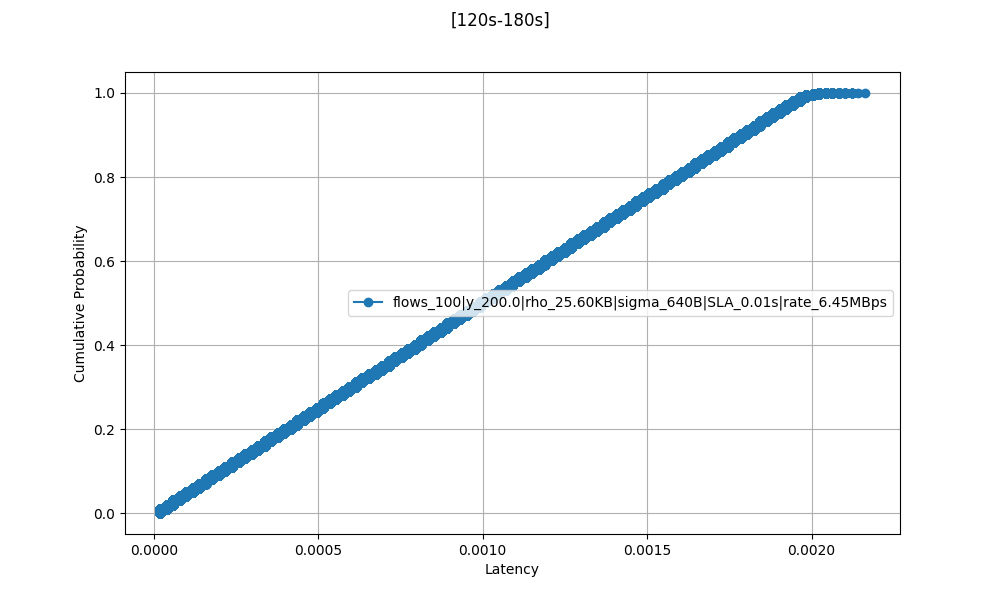 [120s-180s]
1.0
0.8
0.6
0.4
0.2
0.0
Cumulative Probability
flows_100|y_200.0|rho_25.60KB|sigma_640B|SLA_0.01s|rate_6.45MBps
0.0000 0.0005 0.0010 0.0015 0.0020
Latency